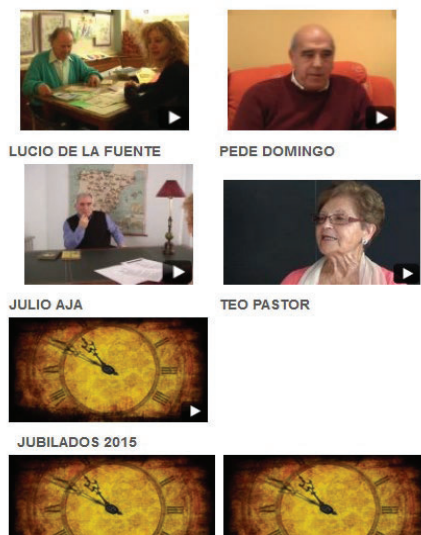 LUCIO DE LA FUENTE
PEDE DOMINGO
JULIO AJA
TEO PASTOR
JUBILADOS 2015